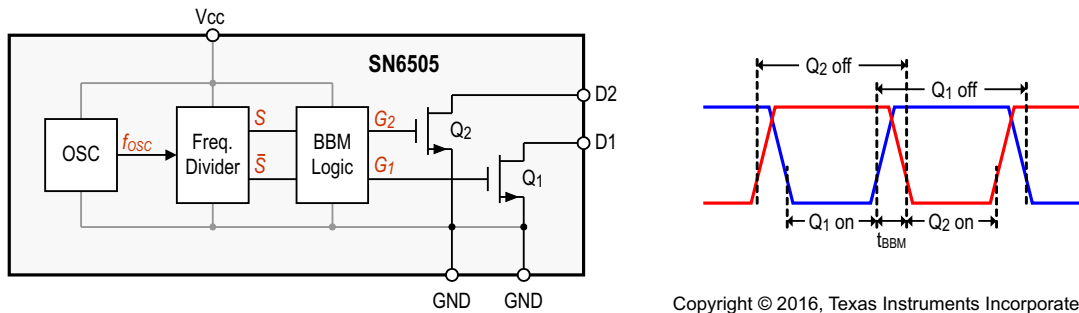 Vcc
SN6505
OSC
fOSC
Freq.
Divider
S
S̅
BBM
Logic
G2
G1
Q2
Q1
D2
D1
GND
GND
Q2 off
Q1 off
Q1 on
tBBM
Q2 on
Copyright © 2016, Texas Instruments Incorporate